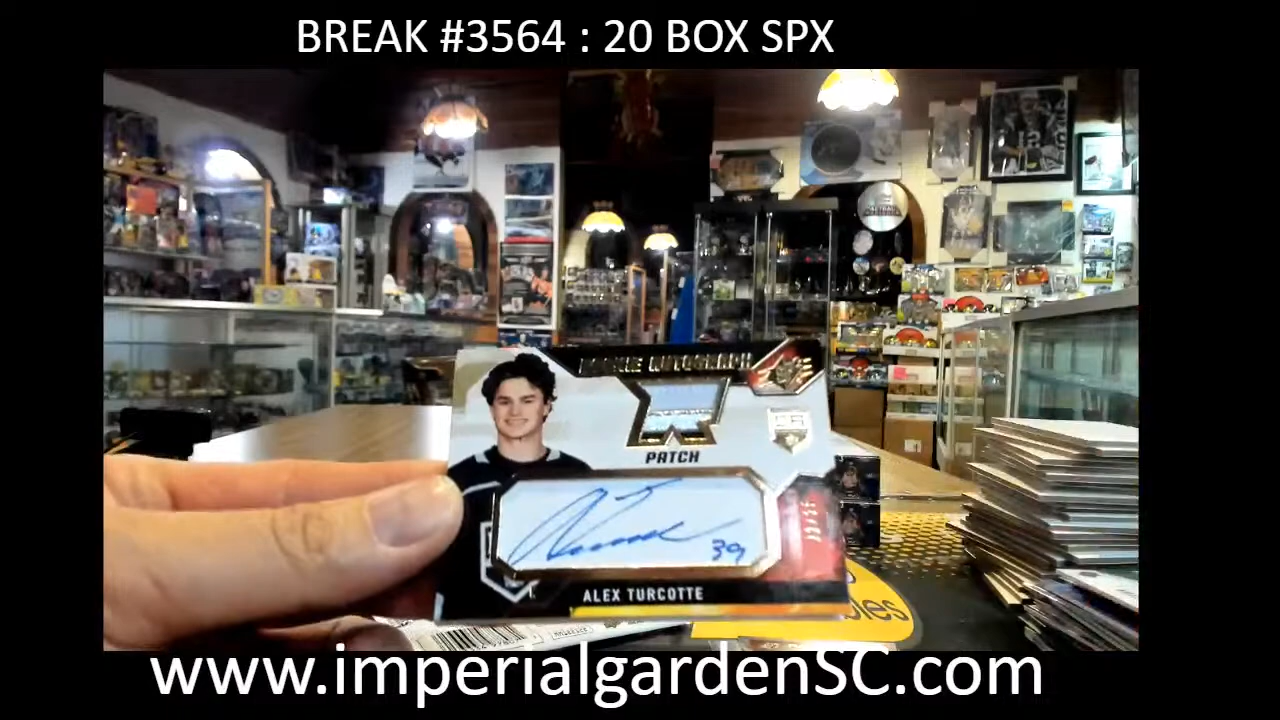 BREAK #3564 : 20 BOX SPX
ROOKIE AUTOGRAPH
PATCH
39
ALEX TURCOTTE
www.imperialgardenSC.com